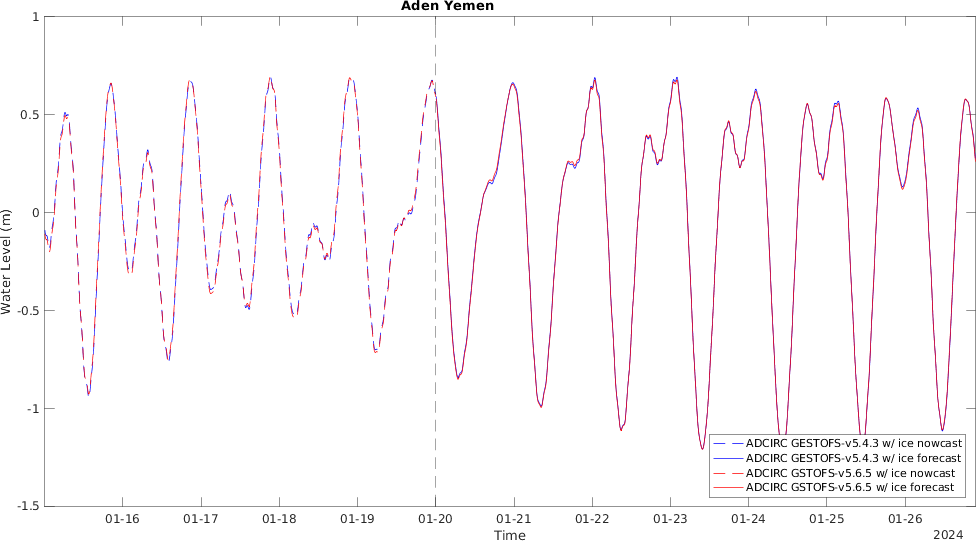 Aden Yemen
1
0.5
0
-0.5
-1
-1.5
Water Level (m)
ADCIRC GESTOFS-v5.4.3 w/ ice nowcast
ADCIRC GESTOFS-v5.4.3 w/ ice forecast
ADCIRC GSTOFS-v5.6.5 w/ ice nowcast
ADCIRC GSTOFS-v5.6.5 w/ ice forecast
01-16 01-17 01-18 01-19 01-20 01-21 01-22 01-23 01-24 01-25 01-26
Time
2024